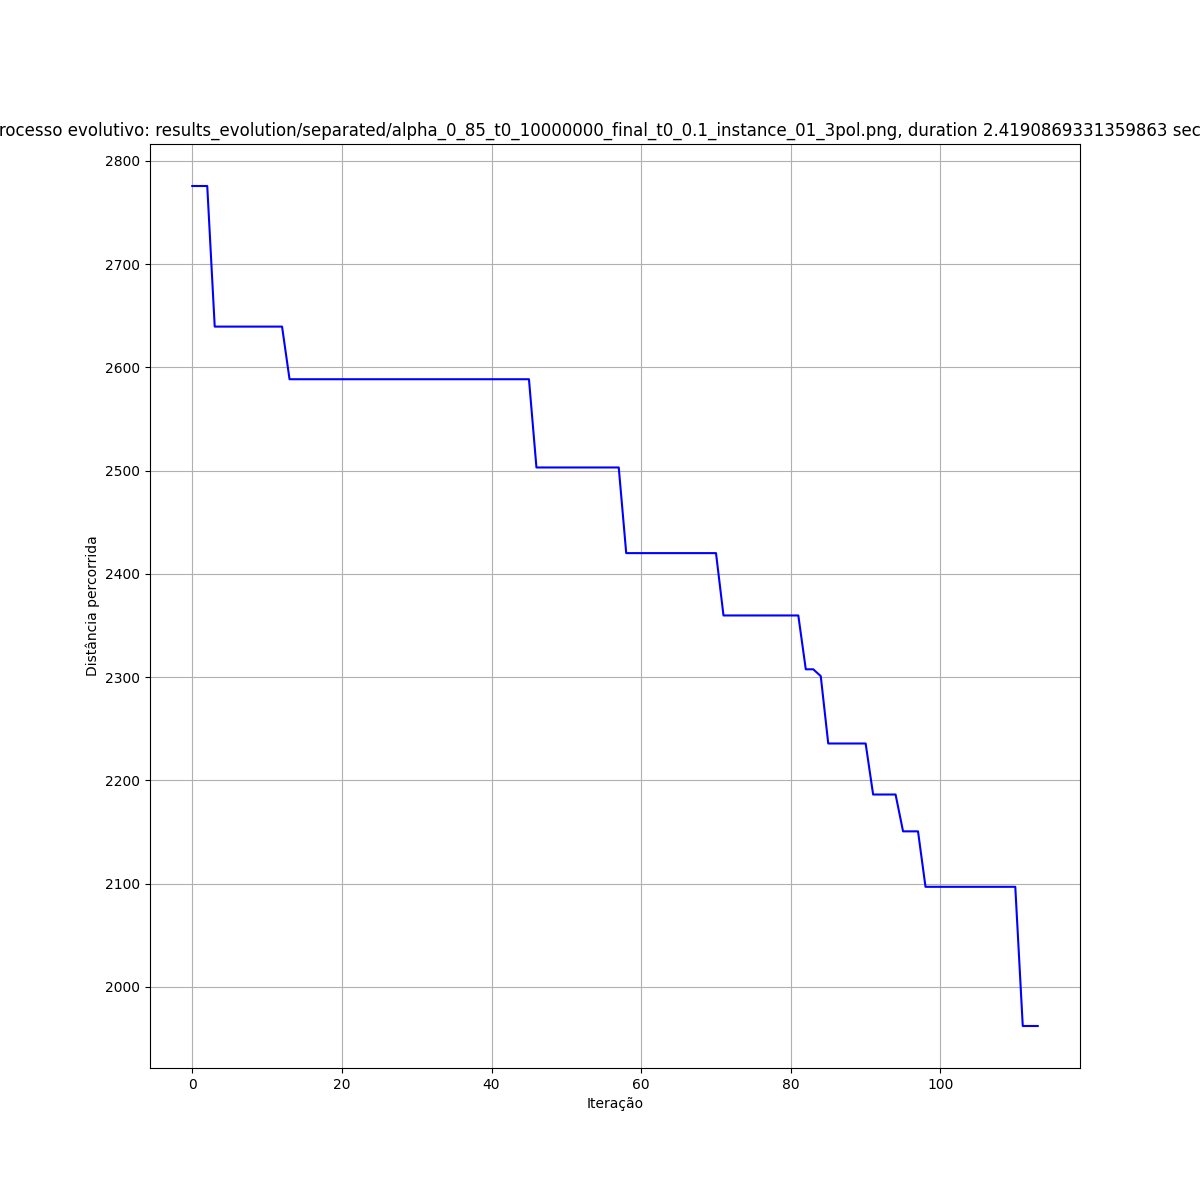 rocesso evolutivo: results_evolution/separated/alpha_0_85_t0_10000000_final_t0_0.1_instance_01_3pol.png, duration 2.4190869331359863 sec
2800
2700
2600
2500
2400
2300
2200
2100
2000
Distância percorrida
0 20 40 60 80 100
Iteração